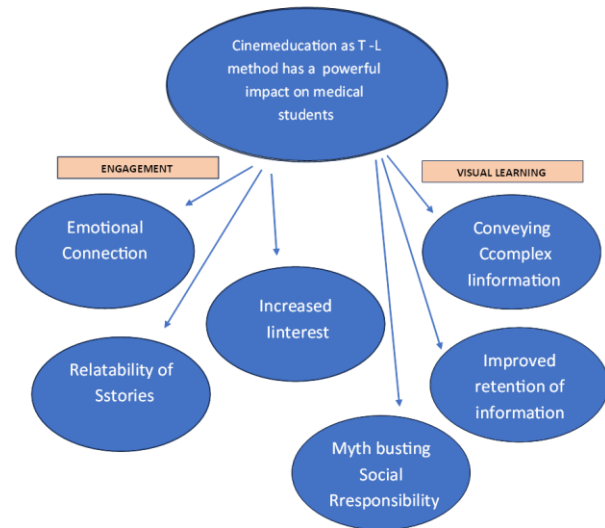 Cinemeducation as T -L
method has a powerful
impact on medical
students
ENGAGEMENT
VISUAL LEARNING
Emotional
Connection
Conveying
Ccomplex
Iinformation
Increased
Iinterest
Relatability of
Sstories
Improved
retention of
information
Myth busting
Social
Rresponsibility